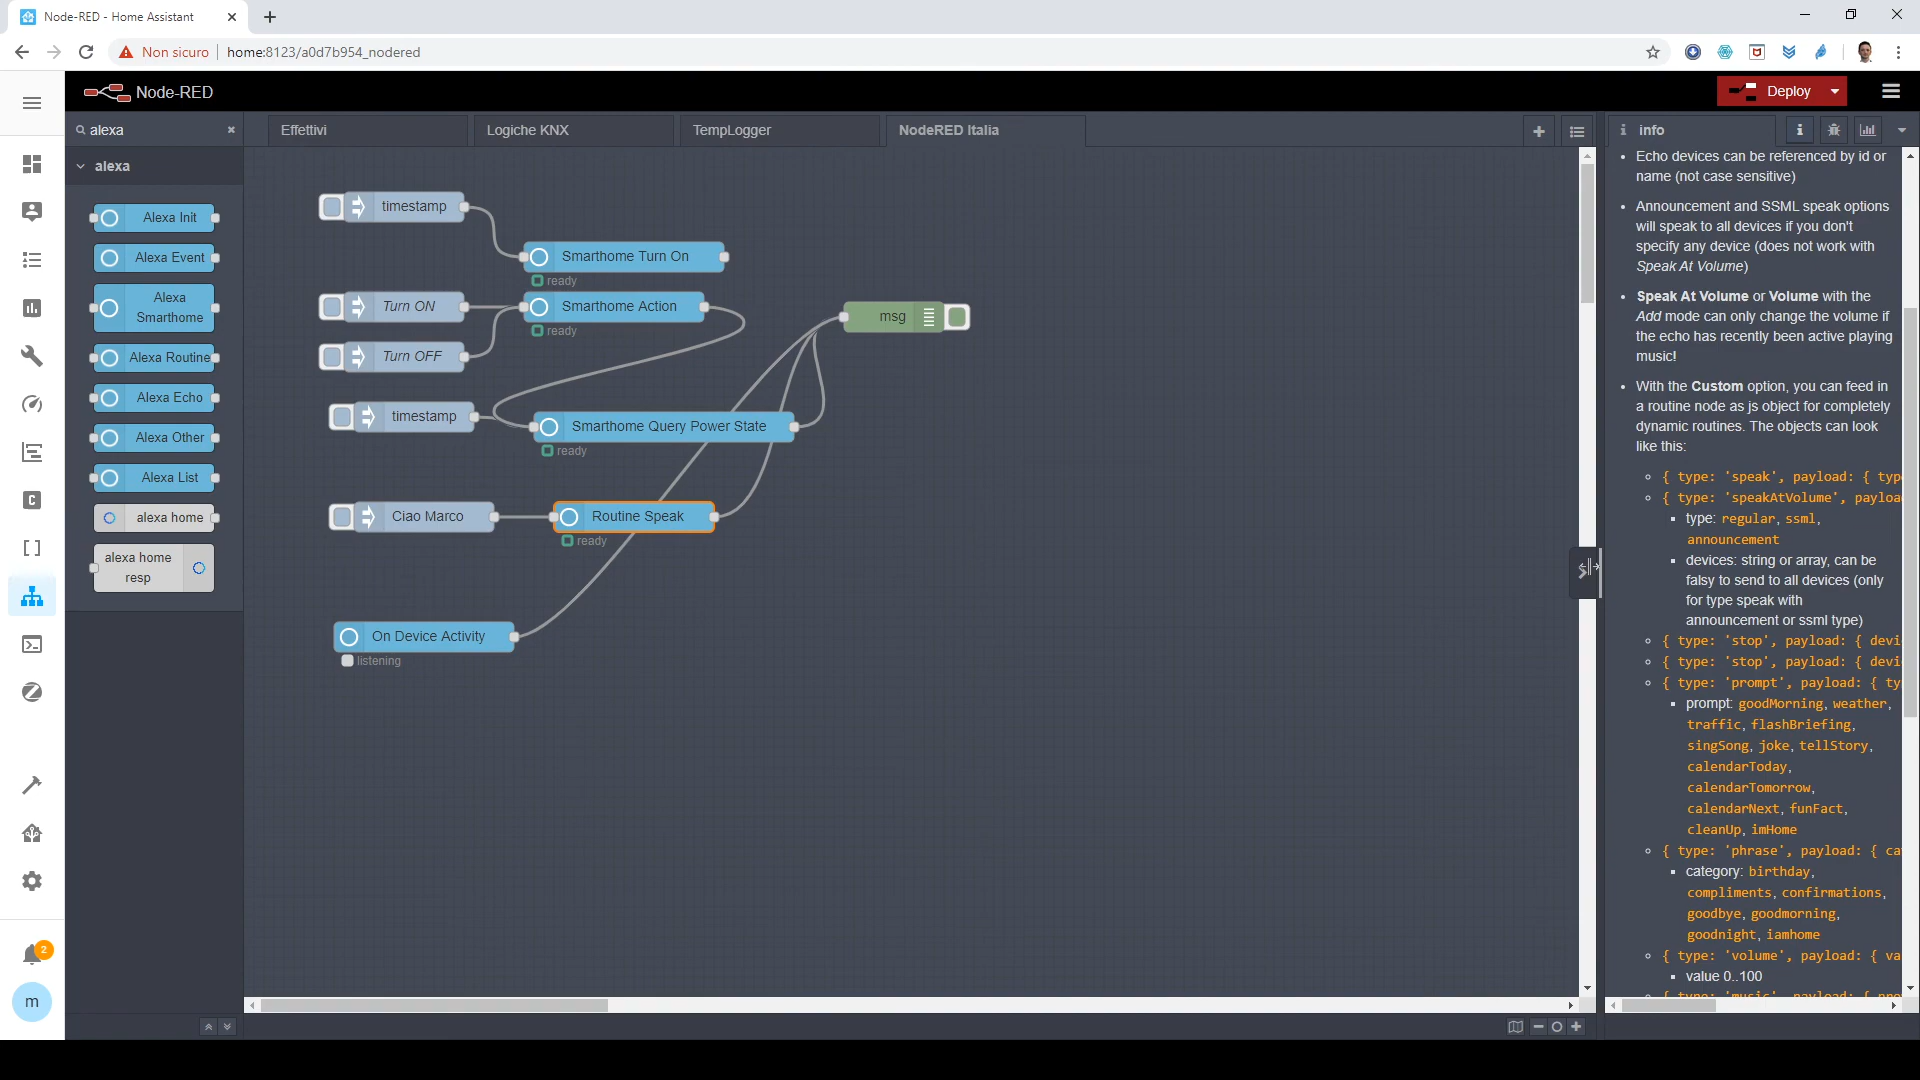 Node-RED - Home Assistant
Non sicuro
home:8123/a0d7b954_nodered
Node-RED
Deploy
alexa
alexa
Alexa Init
Alexa Event
Alexa
Smarthome
Alexa Routine
Alexa Echo
Alexa Other
Alexa List
alexa home
alexa home
resp
Effettivi
Logiche KNX
TempLogger
NodeRED Italia
timestamp
Smarthome Turn On
ready
Turn ON
Smarthome Action
ready
Turn OFF
msg
timestamp
Smarthome Query Power State
ready
Ciao Marco
Routine Speak
ready
On Device Activity
listening
info
Echo devices can be referenced by id or
name (not case sensitive)
Announcement and SSML speak options
will speak to all devices if you don't
specify any device (does not work with
Speak At Volume)
Speak At Volume or Volume with the
Add mode can only change the volume if
the echo has recently been active playing
music!
With the Custom option, you can feed in
a routine node as js object for completely
dynamic routines. The objects can look
like this:
{ type: 'speak', payload: { typ
{ type: 'speakAtVolume', payloa
type: regular, ssml,
announcement
devices: string or array, can be
falsy to send to all devices (only
for type speak with
announcement or ssml type)
{ type: 'stop', payload: { devi
{ type: 'stop', payload: { devi
{ type: 'prompt', payload: { ty
prompt: goodMorning, weather,
traffic, flashBriefing,
singSong, joke, tellStory,
calendarToday,
calendarTomorrow,
calendarNext, funFact,
cleanUp, imHome
{ type: 'phrase', payload: { ca
category: birthday,
compliments, confirmations,
goodbye, goodmorning,
goodnight, iamhome
{ type: 'volume', payload: { va
value 0..100
{ type: 'music', payload: { pro
2
m